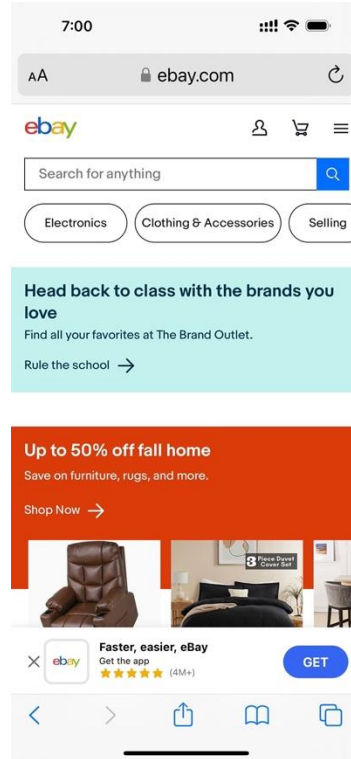 7:00
AA
ebay.com
ebay
Search for anything
Electronics
Clothing & Accessories
Selling
Head back to class with the brands you
love
Find all your favorites at The Brand Outlet.
Rule the school →
Up to 50% off fall home
Save on furniture, rugs, and more.
Shop Now →
3 Piece Duvet
Cover Set
ebay
Faster, easier, eBay
Get the app
(4M+)
GET